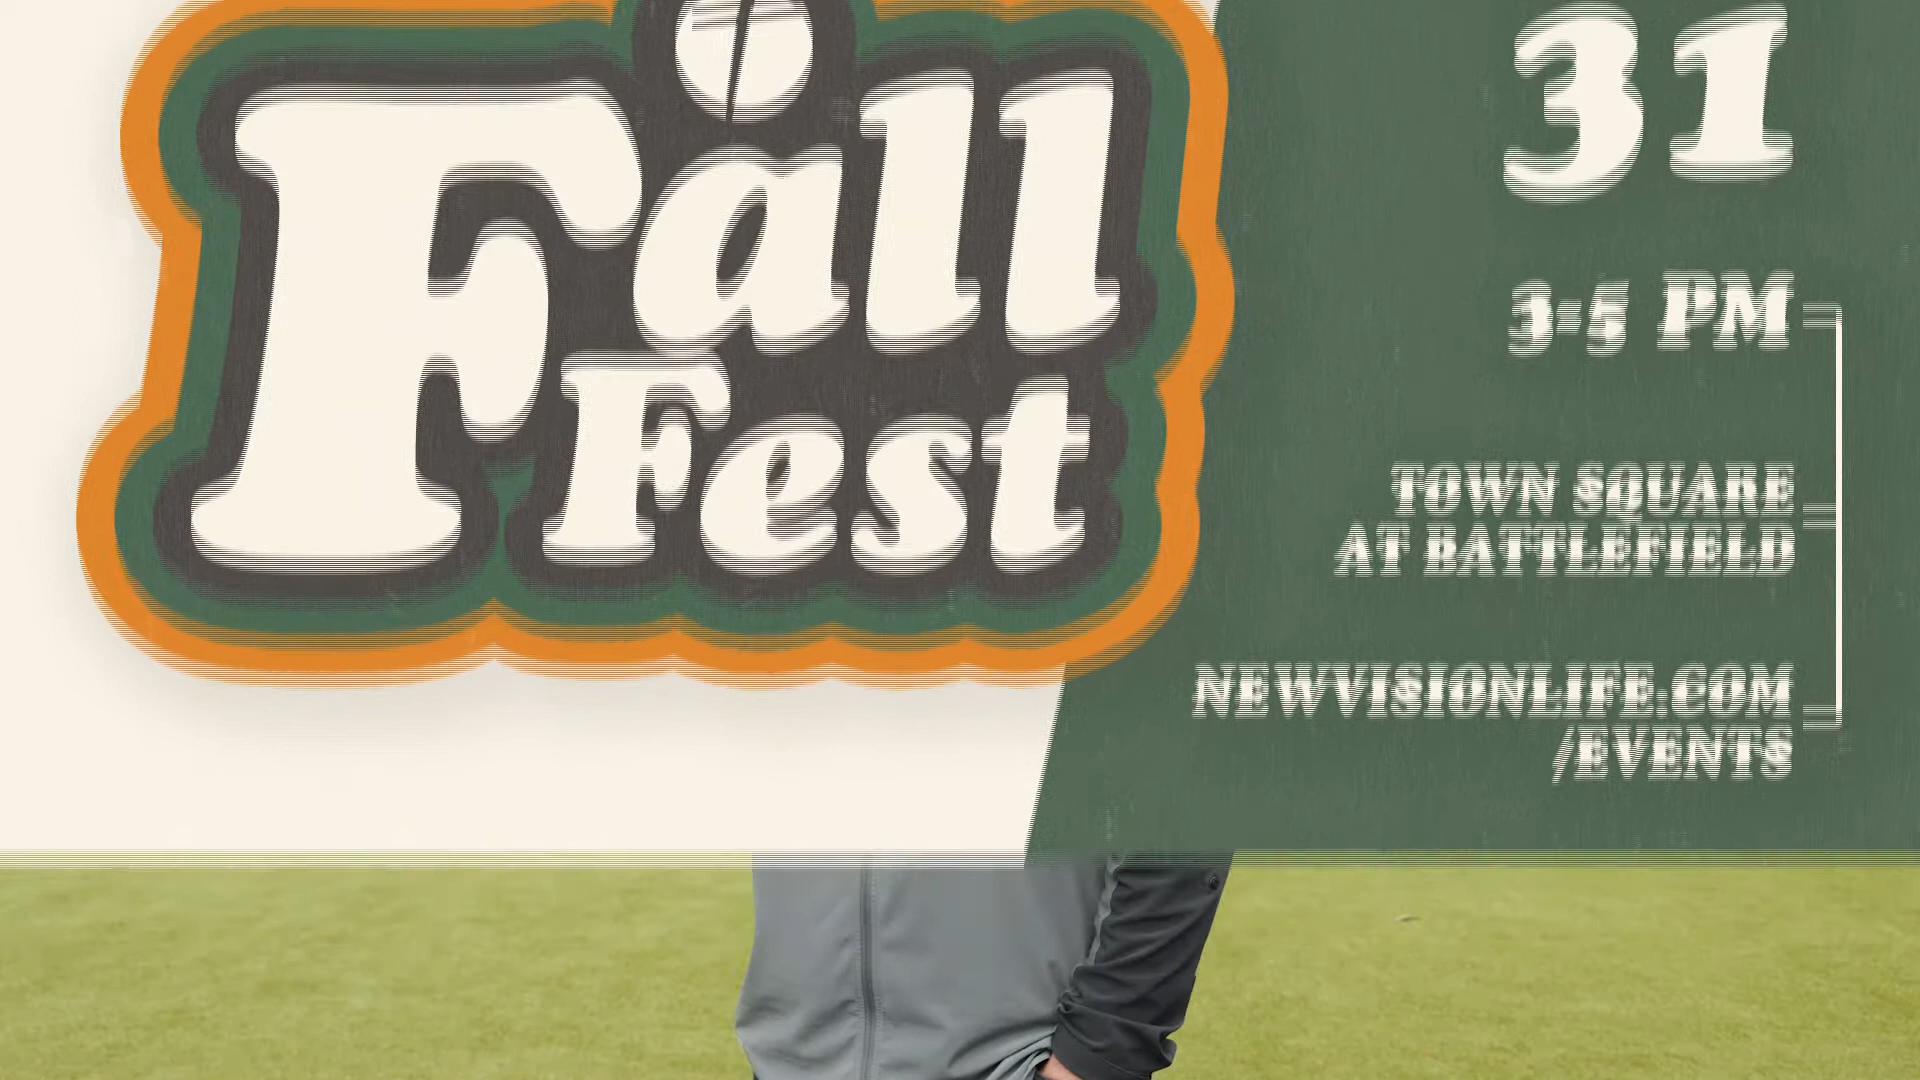 Fall
Fest
31
3-5 PM
TOWN SQUARE
AT BATTLEFIELD
NEWVISIONLIFE.COM
/EVENTS